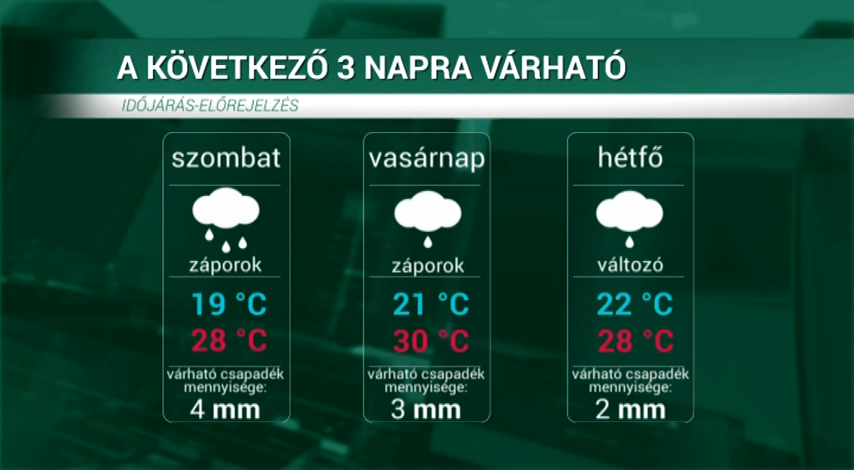 A KÖVETKEZŐ 3 NAPRA VÁRHATÓ
IDŐJÁRÁS-ELŐREJELZÉS
szombat
záporok
19 °C
28 °C
várható csapadék
mennyisége:
4 mm
vasárnap
záporok
21 °C
30 °C
várható csapadék
mennyisége:
3 mm
hétfő
változó
22 °C
28 °C
várható csapadék
mennyisége:
2 mm